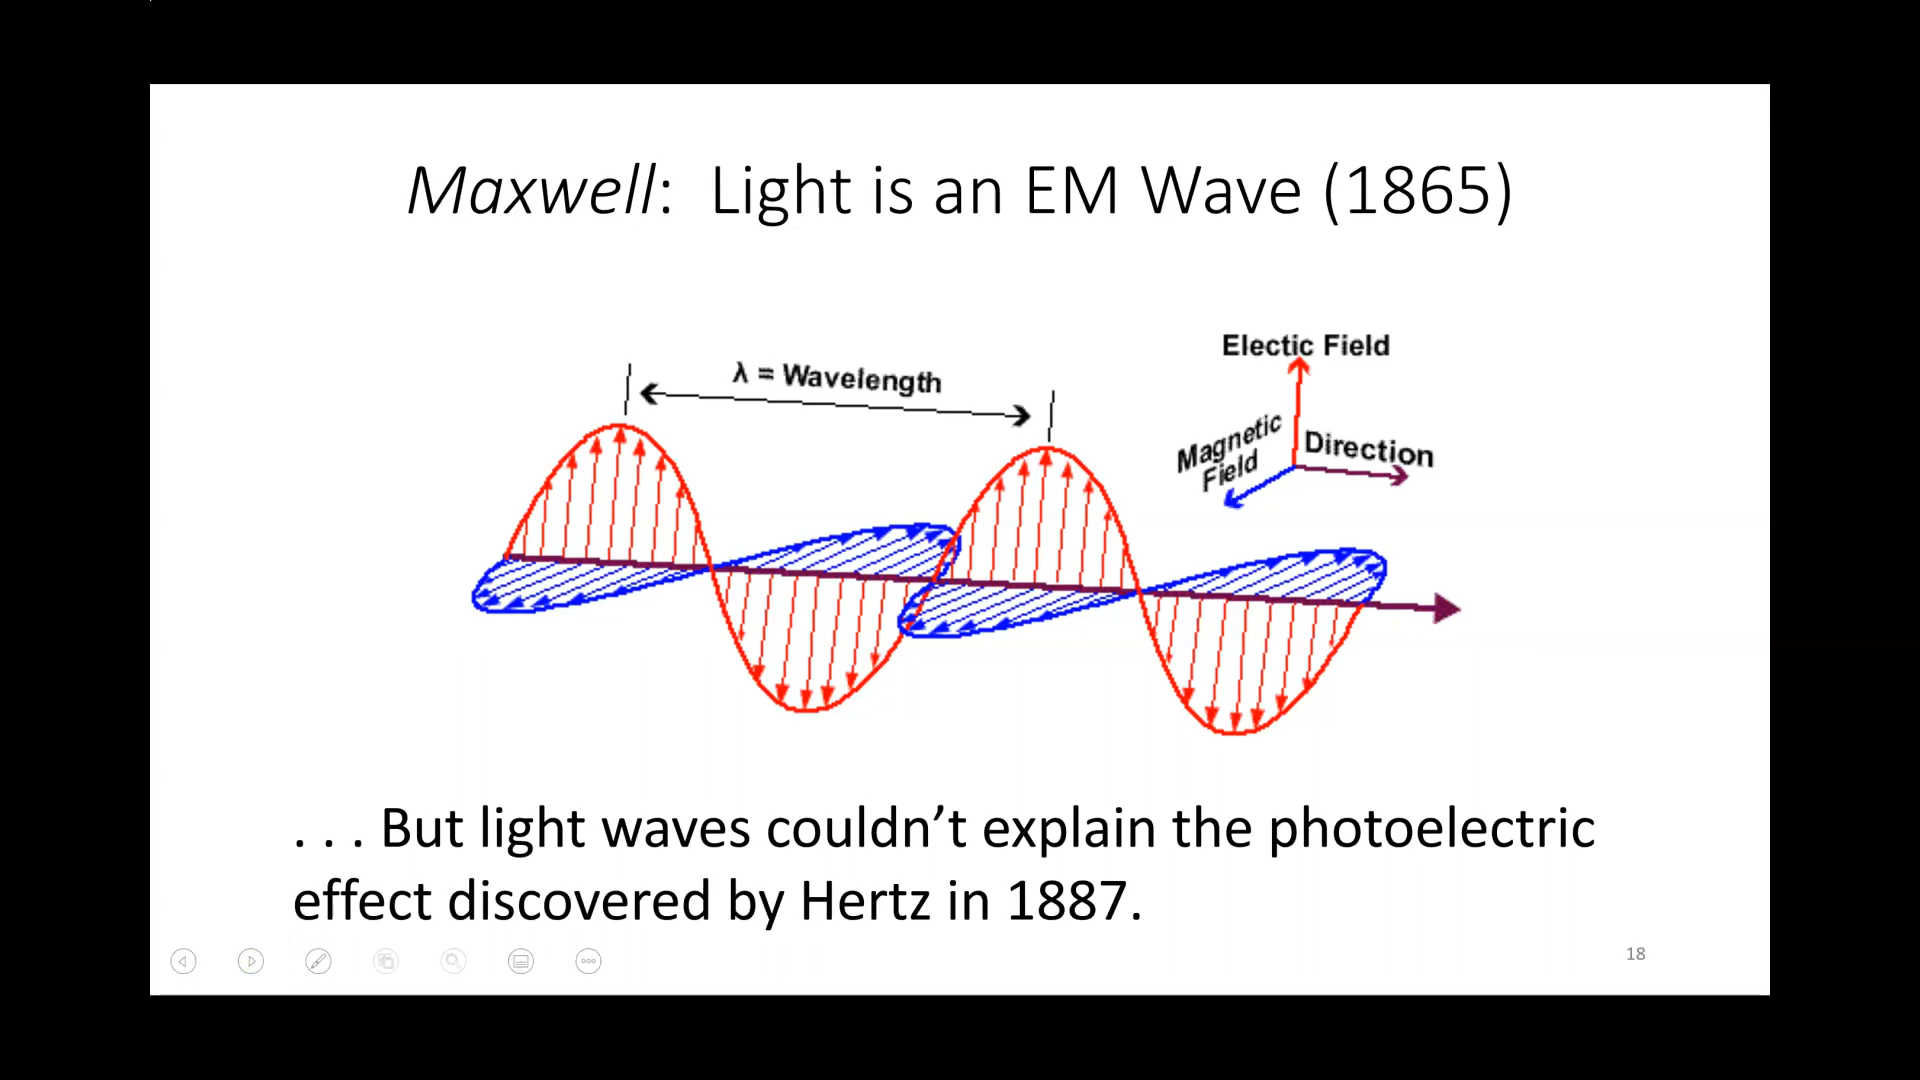 Maxwell: Light is an EM Wave (1865)
λ = Wavelength
Electic Field
Magnetic
Field
Direction
. . . But light waves couldn’t explain the photoelectric
effect discovered by Hertz in 1887.
18